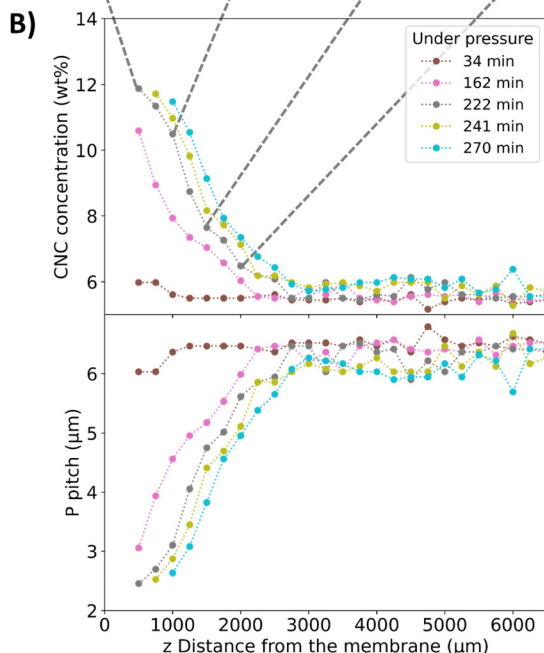 B)
14
12
10
8
6
CNC concentration (wt%)
Under pressure
34 min
162 min
222 min
241 min
270 min
6
5
4
3
2
P pitch (µm)
0 1000 2000 3000 4000 5000 6000
z Distance from the membrane (µm)